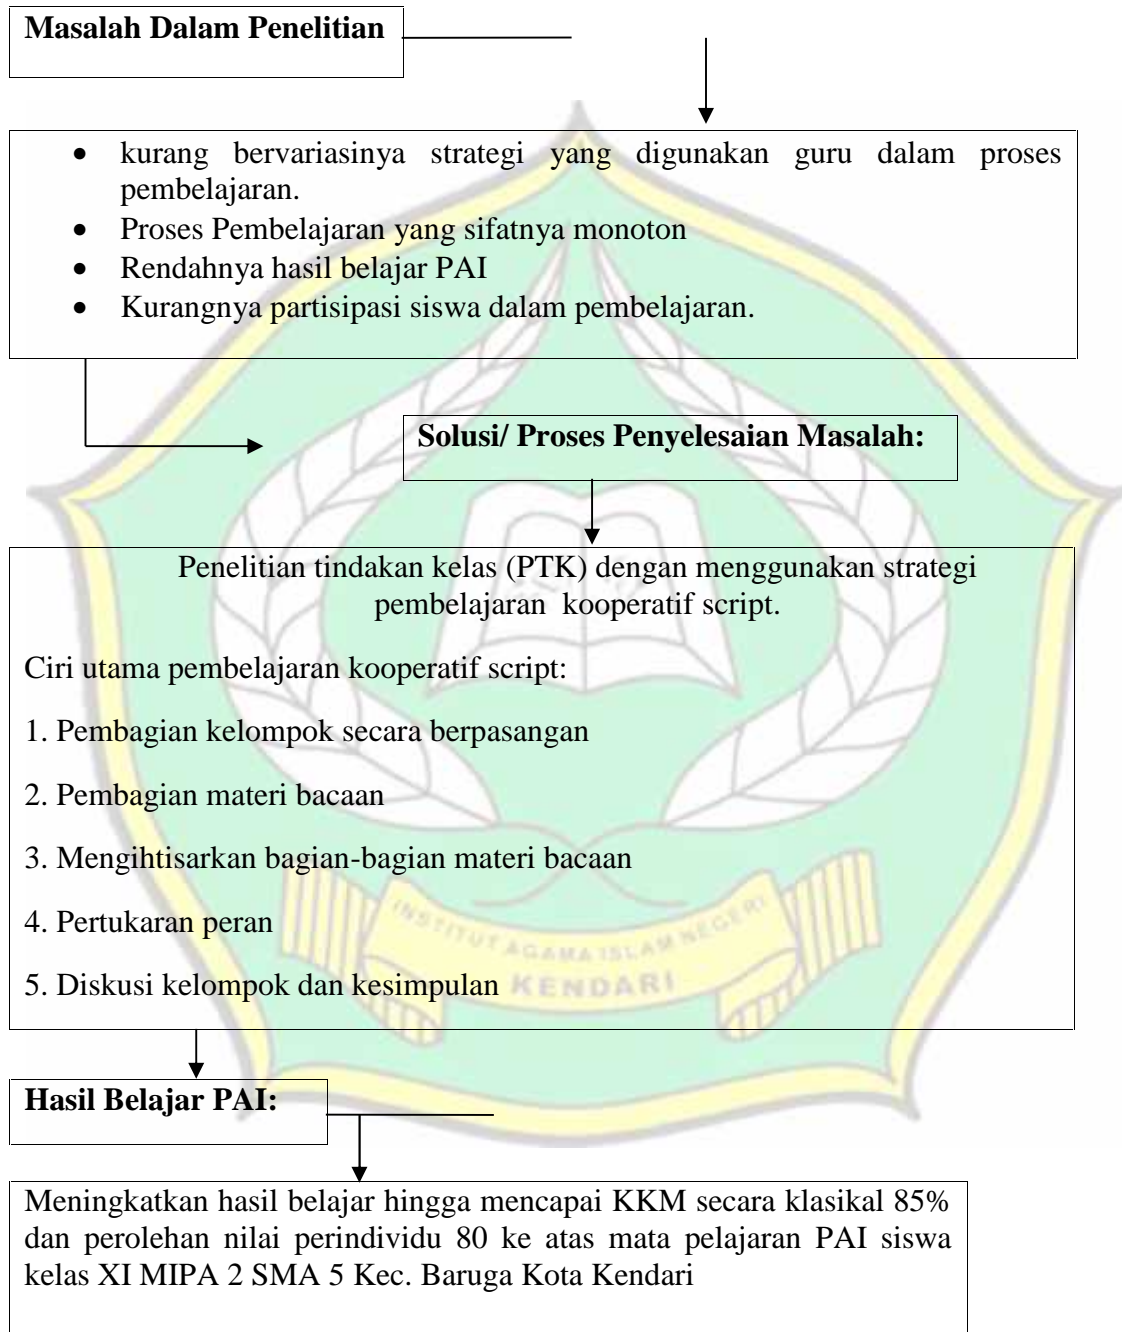 Masalah Dalam Penelitian
• kurang bervariasinya strategi yang digunakan guru dalam proses
pembelajaran.
• Proses Pembelajaran yang sifatnya monoton
• Rendahnya hasil belajar PAI
• Kurangnya partisipasi siswa dalam pembelajaran.
Solusi/ Proses Penyelesaian Masalah:
Penelitian tindakan kelas (PTK) dengan menggunakan strategi
pembelajaran kooperatif script.
Ciri utama pembelajaran kooperatif script:
1. Pembagian kelompok secara berpasangan
2. Pembagian materi bacaan
3. Mengihtisarkan bagian-bagian materi bacaan
4. Pertukaran peran
INSTITUT AGAMA ISLAM NEGERI
5. Diskusi kelompok dan kesimpulan
KENDARI
Hasil Belajar PAI:
Meningkatkan hasil belajar hingga mencapai KKM secara klasikal 85%
dan perolehan nilai perindividu 80 ke atas mata pelajaran PAI siswa
kelas XI MIPA 2 SMA 5 Kec. Baruga Kota Kendari